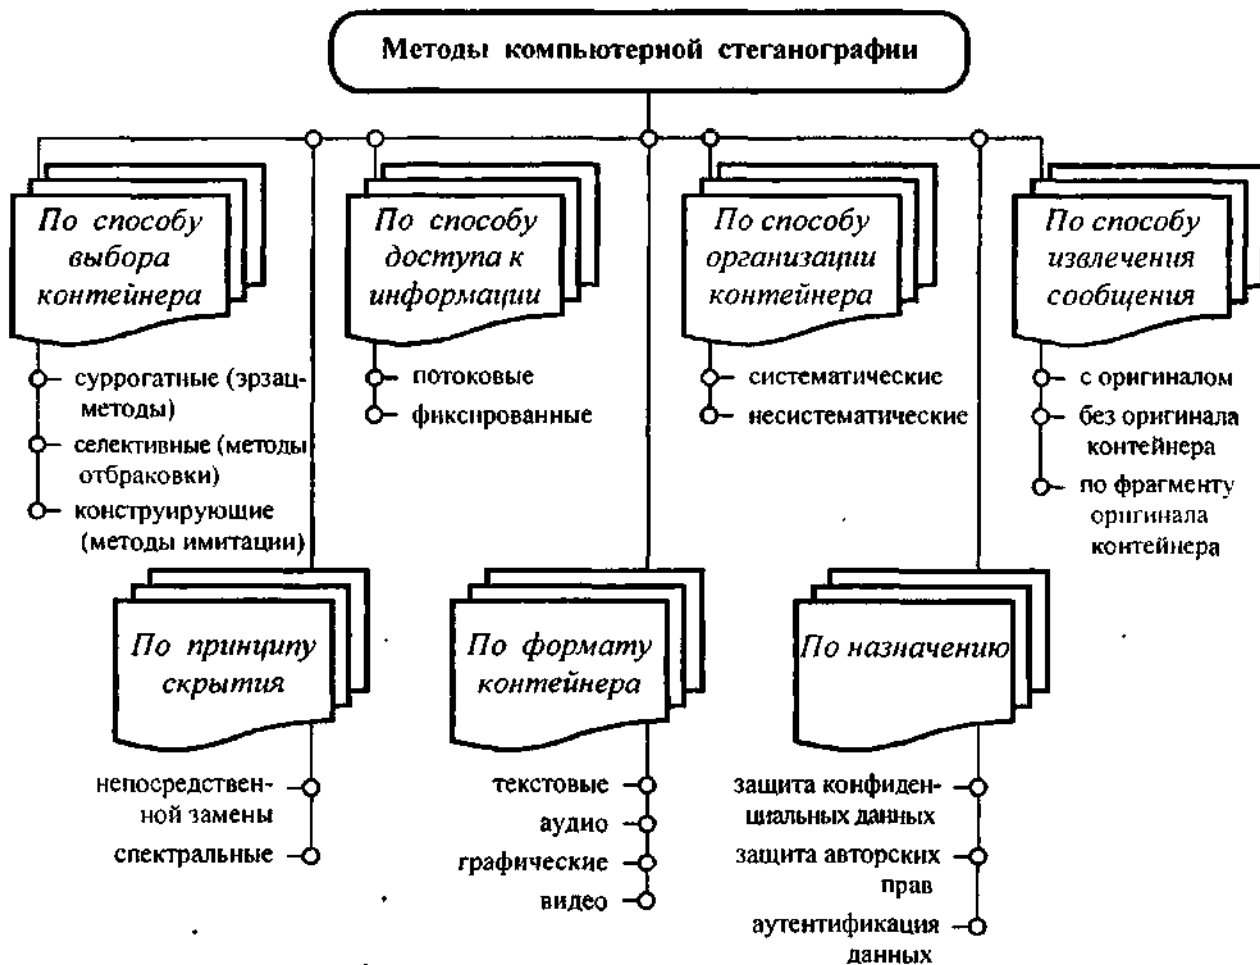 Методы компьютерной стеганографии
По способу
выбора
контейнера
суррогатные (эрзац-
методы)
селективные (методы
отбраковки)
конструирующие
(методы имитации)
По способу
доступа к
информации
потоковые
фиксированные
По способу
организации
контейнера
систематические
несистематические
По способу
извлечения
сообщения
с оригиналом
без оригинала
контейнера
по фрагменту
оригинала
контейнера
По принципу
скрытия
непосредствен-
ной замены
спектральные
По формату
контейнера
текстовые
аудио
графические
видео
По назначению
защита конфиден-
циальных данных
защита авторских
прав
аутентификация
данных